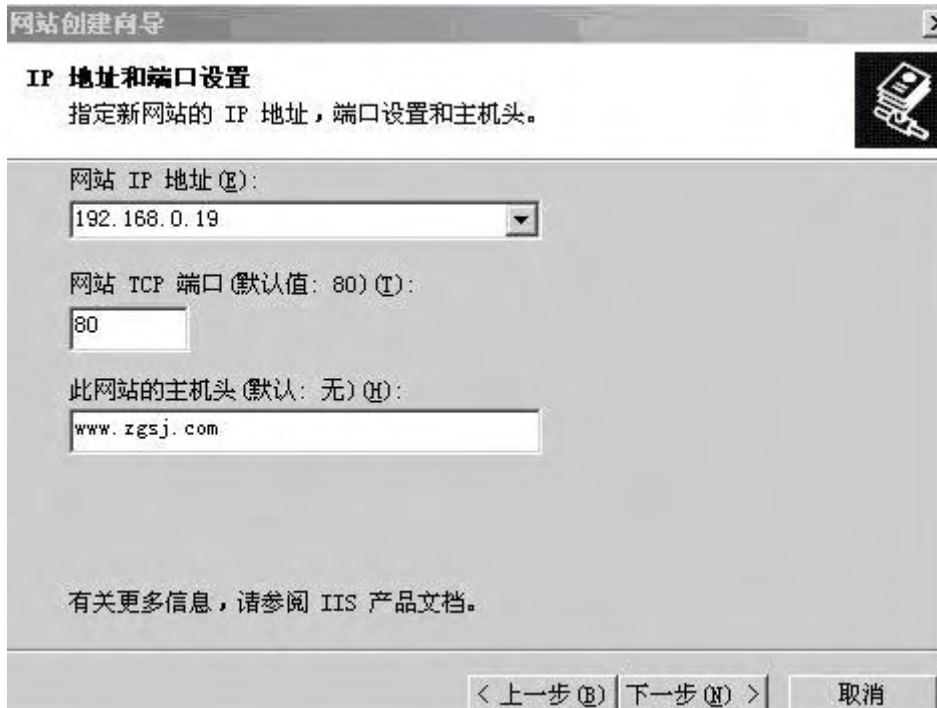 网站创建向导
IP 地址和端口设置
指定新网站的 IP 地址，端口设置和主机头。
网站 IP 地址(E):
192.168.0.19
网站 TCP 端口(默认值: 80)(T):
80
此网站的主机头(默认: 无)(H):
www.zgsj.com
有关更多信息，请参阅 IIS 产品文档。
< 上一步(B) 下一步(N) > 取消